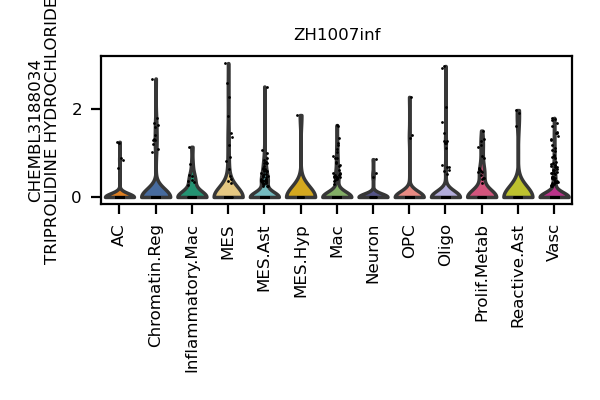 ZH1007inf
CHEMBL3188034
TRIPROLIDINE HYDROCHLORIDE
2
0
AC
Chromatin.Reg
Inflammatory.Mac
MES
MES.Ast
MES.Hyp
Mac
Neuron
OPC
Oligo
Prolif.Metab
Reactive.Ast
Vasc